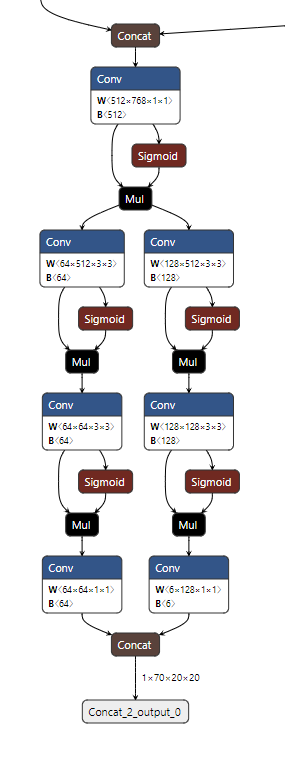 Concat
Conv
W⟨512×768×1×1⟩
B⟨512⟩
Sigmoid
Mul
Conv
W⟨64×512×3×3⟩
B⟨64⟩
Conv
W⟨128×512×3×3⟩
B⟨128⟩
Sigmoid
Sigmoid
Mul
Mul
Conv
W⟨64×64×3×3⟩
B⟨64⟩
Conv
W⟨128×128×3×3⟩
B⟨128⟩
Sigmoid
Sigmoid
Mul
Mul
Conv
W⟨64×64×1×1⟩
B⟨64⟩
Conv
W⟨6×128×1×1⟩
B⟨6⟩
Concat
1×70×20×20
Concat_2_output_0